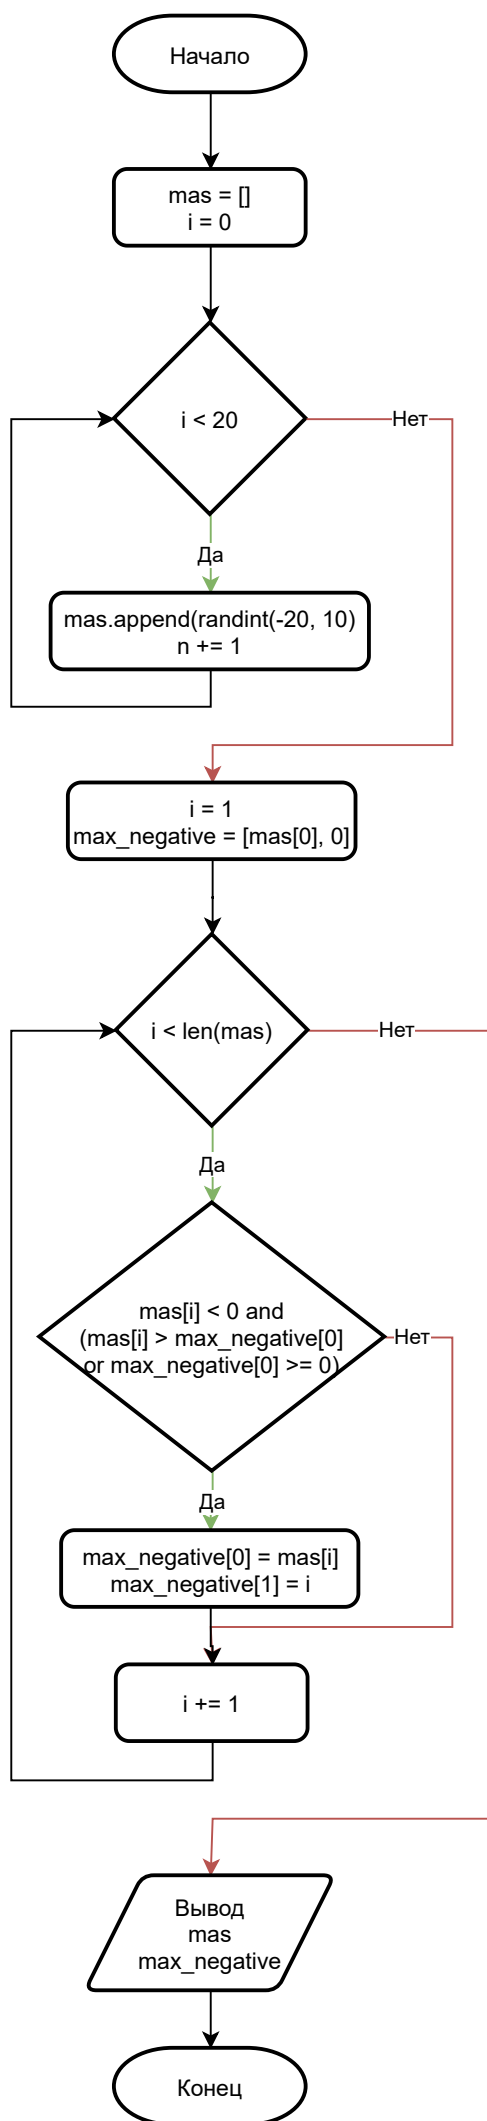 Начало
mas = []
i = 0
i < 20
Нет
Да
mas.append(randint(-20, 10)
n += 1
i = 1
max_negative = [mas[0], 0]
i < len(mas)
Нет
Да
mas[i] < 0 and
(mas[i] > max_negative[0]
or max_negative[0] >= 0)
Нет
Да
max_negative[0] = mas[i]
max_negative[1] = i
i += 1
Вывод
mas
max_negative
Конец